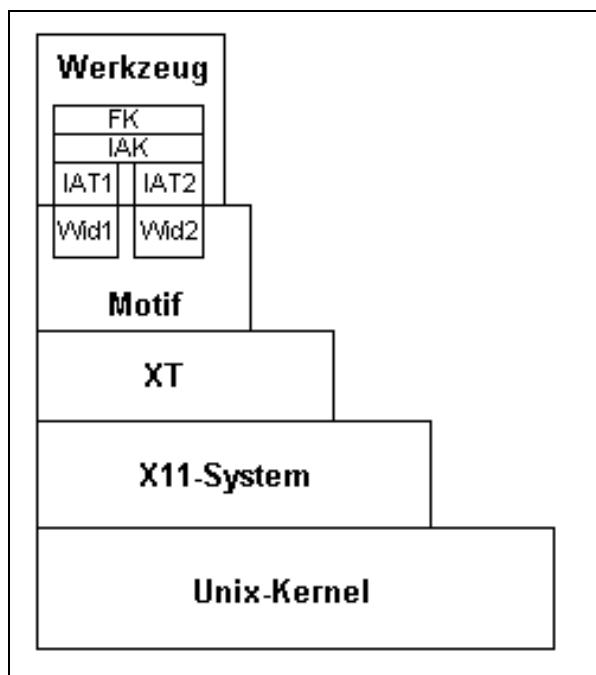 Werkzeug
FK
IAK
IAT1 IAT2
Wid1 Wid2
Motif
XT
X11-System
Unix-Kernel